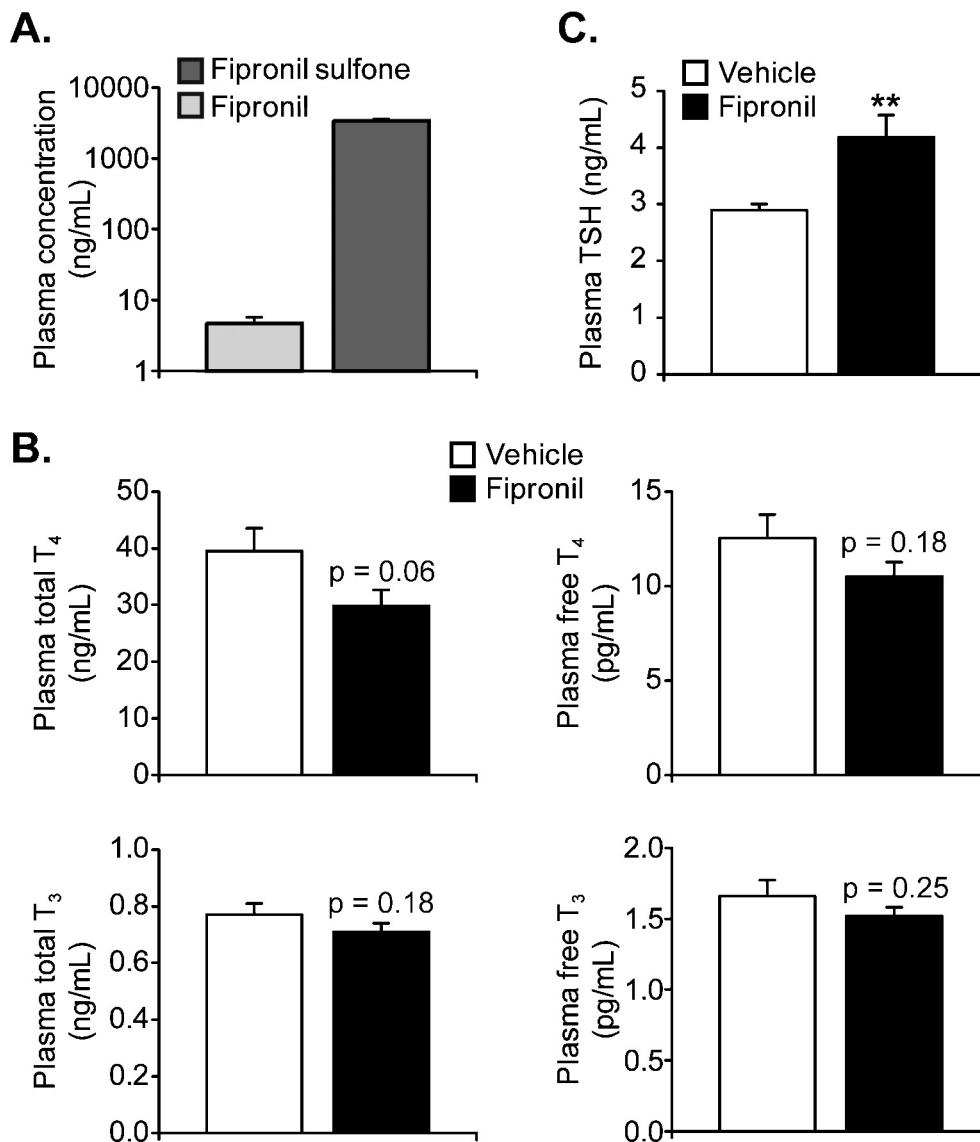 A.
Fipronil sulfone
Fipronil
Plasma concentration
(ng/mL)
10000
1000
100
10
1
C.
Vehicle
Fipronil
Plasma TSH (ng/mL)
5
4
3
2
1
0
**
B.
Vehicle
Fipronil
Plasma total T4
(ng/mL)
50
40
30
20
10
0
p = 0.06
Plasma free T4
(pg/mL)
15
10
5
0
p = 0.18
Plasma total T3
(ng/mL)
1.0
0.8
0.6
0.4
0.2
0.0
p = 0.18
Plasma free T3
(pg/mL)
2.0
1.5
1.0
0.5
0.0
p = 0.25